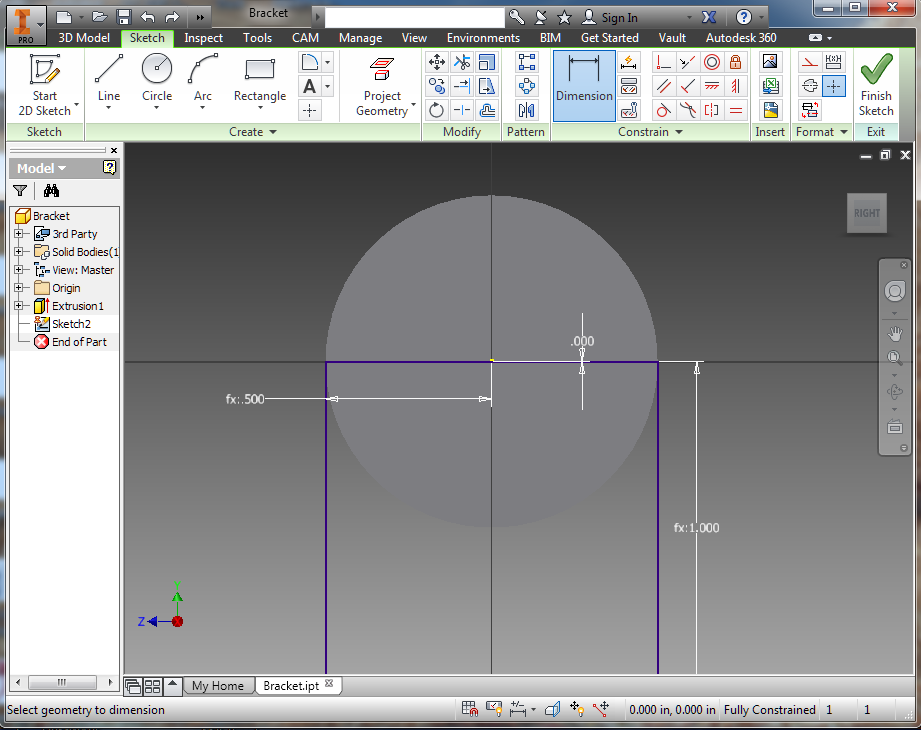 PRO
Bracket
Sign In
3D Model Sketch Inspect Tools CAM Manage View Environments BIM Get Started Vault Autodesk 360
Start
2D Sketch
Line
Circle
Arc
Rectangle
A
Project
Geometry
Dimension
Finish
Sketch
Sketch Create Modify Pattern Constrain Insert Format Exit
Model
Bracket
3rd Party
Solid Bodies(1
View: Master
Origin
Extrusion1
Sketch2
End of Part
RIGHT
.000
fx:.500
fx:1.000
Z
My Home Bracket.ipt
Select geometry to dimension 0.000 in, 0.000 in Fully Constrained 1 1